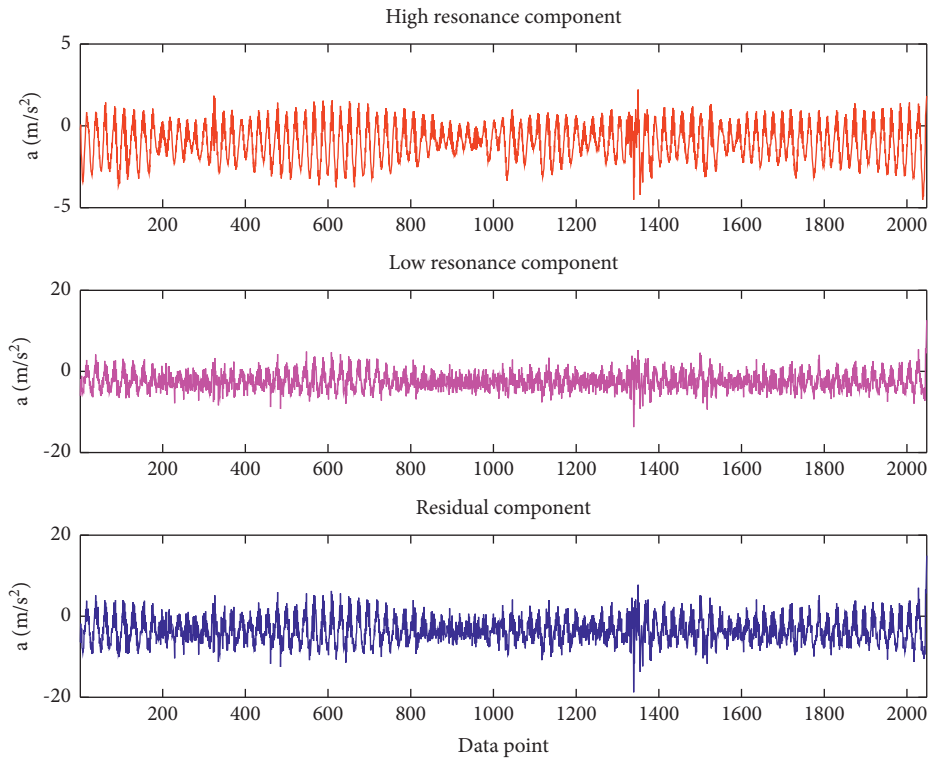 High resonance component
5
0
-5
a (m/s²)
200 400 600 800 1000 1200 1400 1600 1800 2000
Low resonance component
20
0
-20
a (m/s²)
200 400 600 800 1000 1200 1400 1600 1800 2000
Residual component
20
0
-20
a (m/s²)
200 400 600 800 1000 1200 1400 1600 1800 2000
Data point